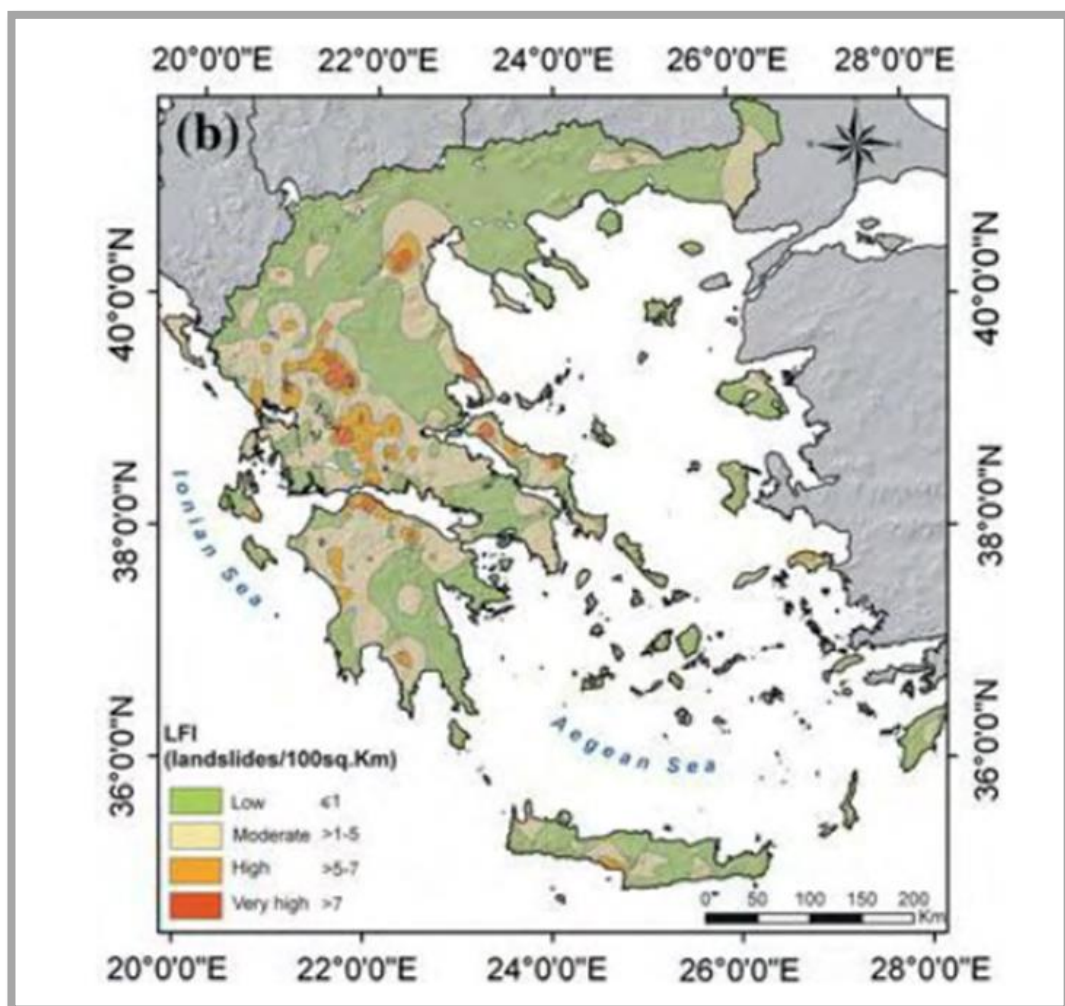 20°0'0"E 22°0'0"E 24°0'0"E 26°0'0"E 28°0'0"E
(b)
40°0'0"N
40°0'0"N
38°0'0"N
38°0'0"N
Ionian Sea
Aegean Sea
36°0'0"N
36°0'0"N
LFI
(landslides/100sq.Km)
Low ≤1
Moderate >1-5
High >5-7
Very high >7
0 50 100 150 200
Km
20°0'0"E 22°0'0"E 24°0'0"E 26°0'0"E 28°0'0"E